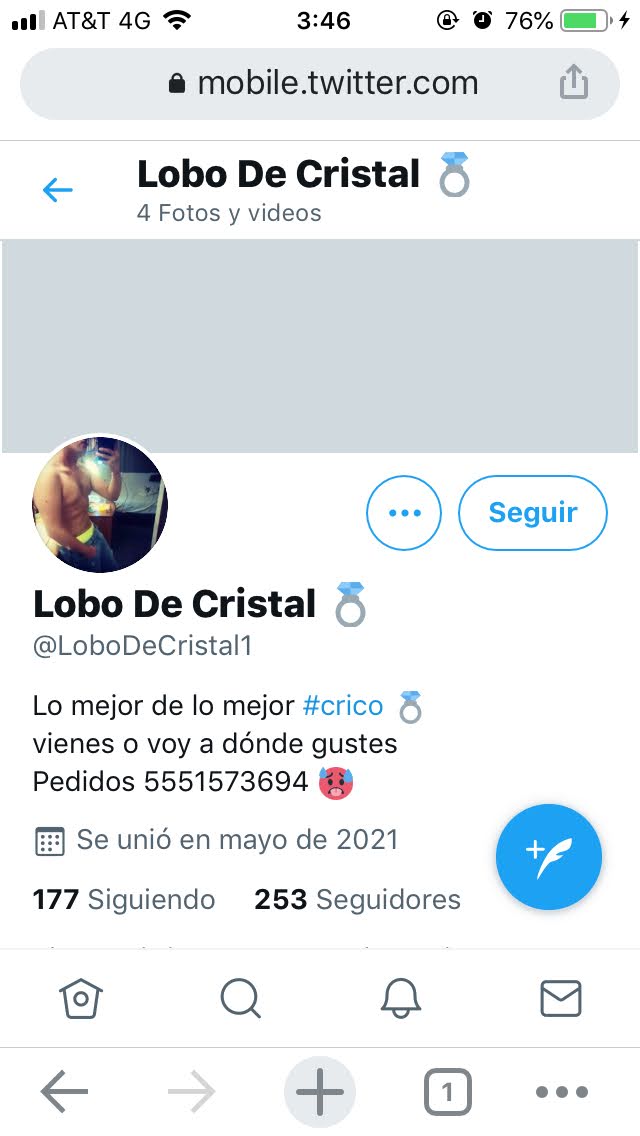 AT&T 4G 3:46 76%
mobile.twitter.com
Lobo De Cristal 💍
4 Fotos y videos
Seguir
Lobo De Cristal 💍
@LoboDeCristal1
Lo mejor de lo mejor #crico 💍
vienes o voy a dónde gustes
Pedidos 5551573694 🥵
Se unió en mayo de 2021
177 Siguiendo 253 Seguidores
1